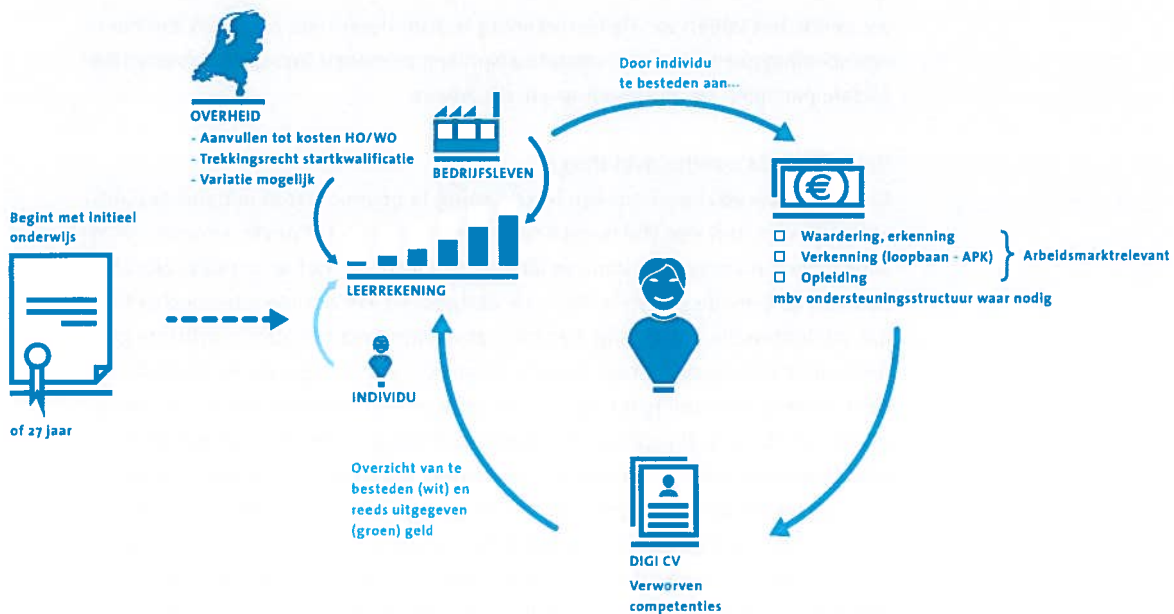 OVERHEID
- Aanvullen tot kosten HO/WO
- Trekkingsrecht startkwalificatie
- Variatie mogelijk
BEDRIJFSLEVEN
Door individu
te besteden aan...
€
Waardering, erkenning
Verkenning (loopbaan - APK)
Opleiding
mbv ondersteuningsstructuur waar nodig
Arbeidsmarktrelevant
Begint met initieel
onderwijs
of 27 jaar
LEERREKENING
INDIVIDU
Overzicht van te
besteden (wit) en
reeds uitgegeven
(groen) geld
DIGI CV
Verworven
competenties